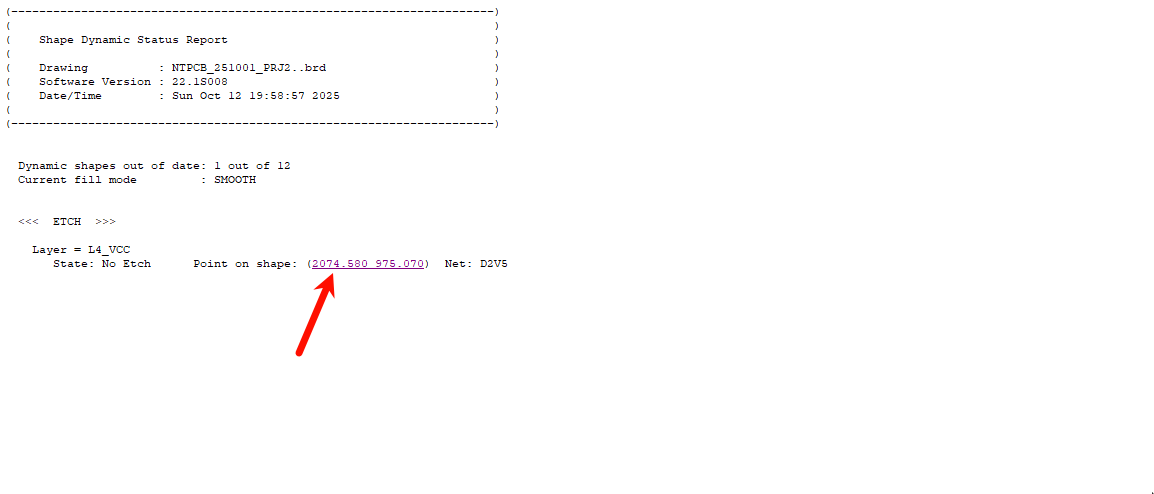 (---------------------------------------------------------------------)
(                                                                     )
(    Shape Dynamic Status Report                                      )
(                                                                     )
(    Drawing          : NTPCB_251001_PRJ2..brd                        )
(    Software Version : 22.1S008                                      )
(    Date/Time        : Sun Oct 12 19:58:57 2025                      )
(                                                                     )
(---------------------------------------------------------------------)
Dynamic shapes out of date: 1 out of 12
Current fill mode         : SMOOTH
<<<  ETCH  >>>
Layer = L4_VCC
State: No Etch      Point on shape: (2074.580 975.070)  Net: D2V5